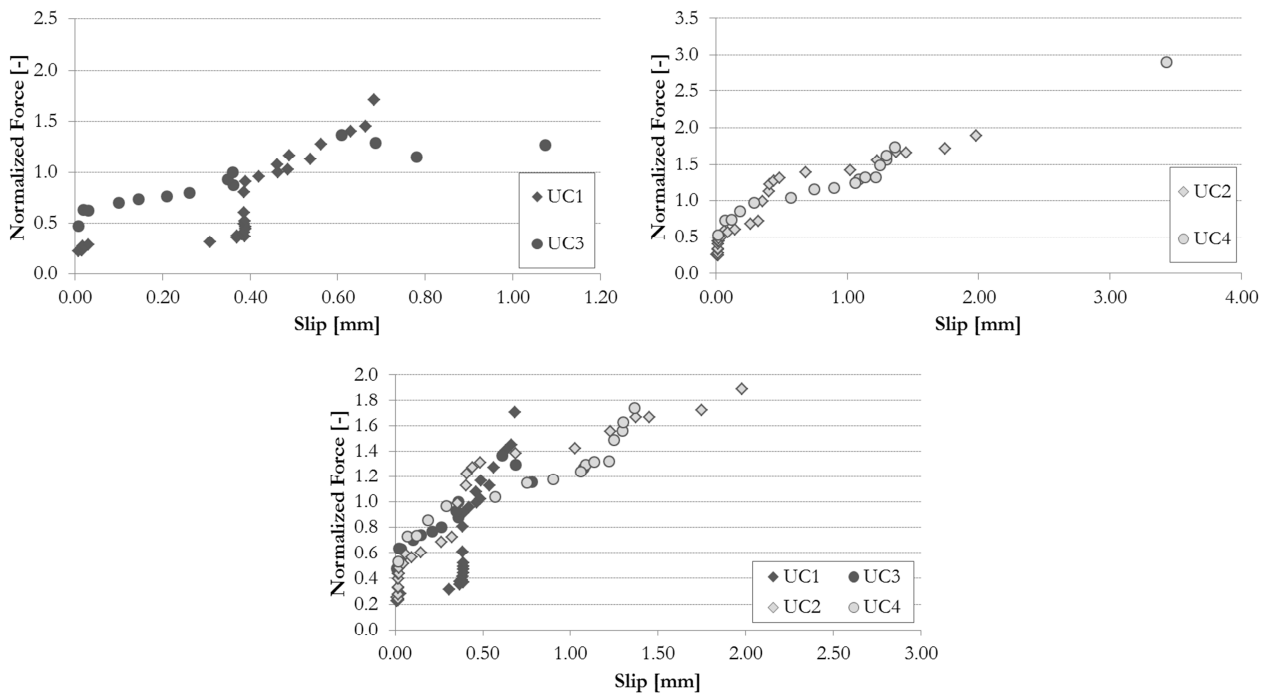 2.5
2.0
1.5
1.0
0.5
0.0
Normalized Force [-]
0.00 0.20 0.40 0.60 0.80 1.00 1.20
Slip [mm]
UC1
UC3
3.5
3.0
2.5
2.0
1.5
1.0
0.5
0.0
Normalized Force [-]
0.00 1.00 2.00 3.00 4.00
Slip [mm]
UC2
UC4
2.0
1.8
1.6
1.4
1.2
1.0
0.8
0.6
0.4
0.2
0.0
Normalized Force [-]
0.00 0.50 1.00 1.50 2.00 2.50 3.00
Slip [mm]
UC1 UC3
UC2 UC4